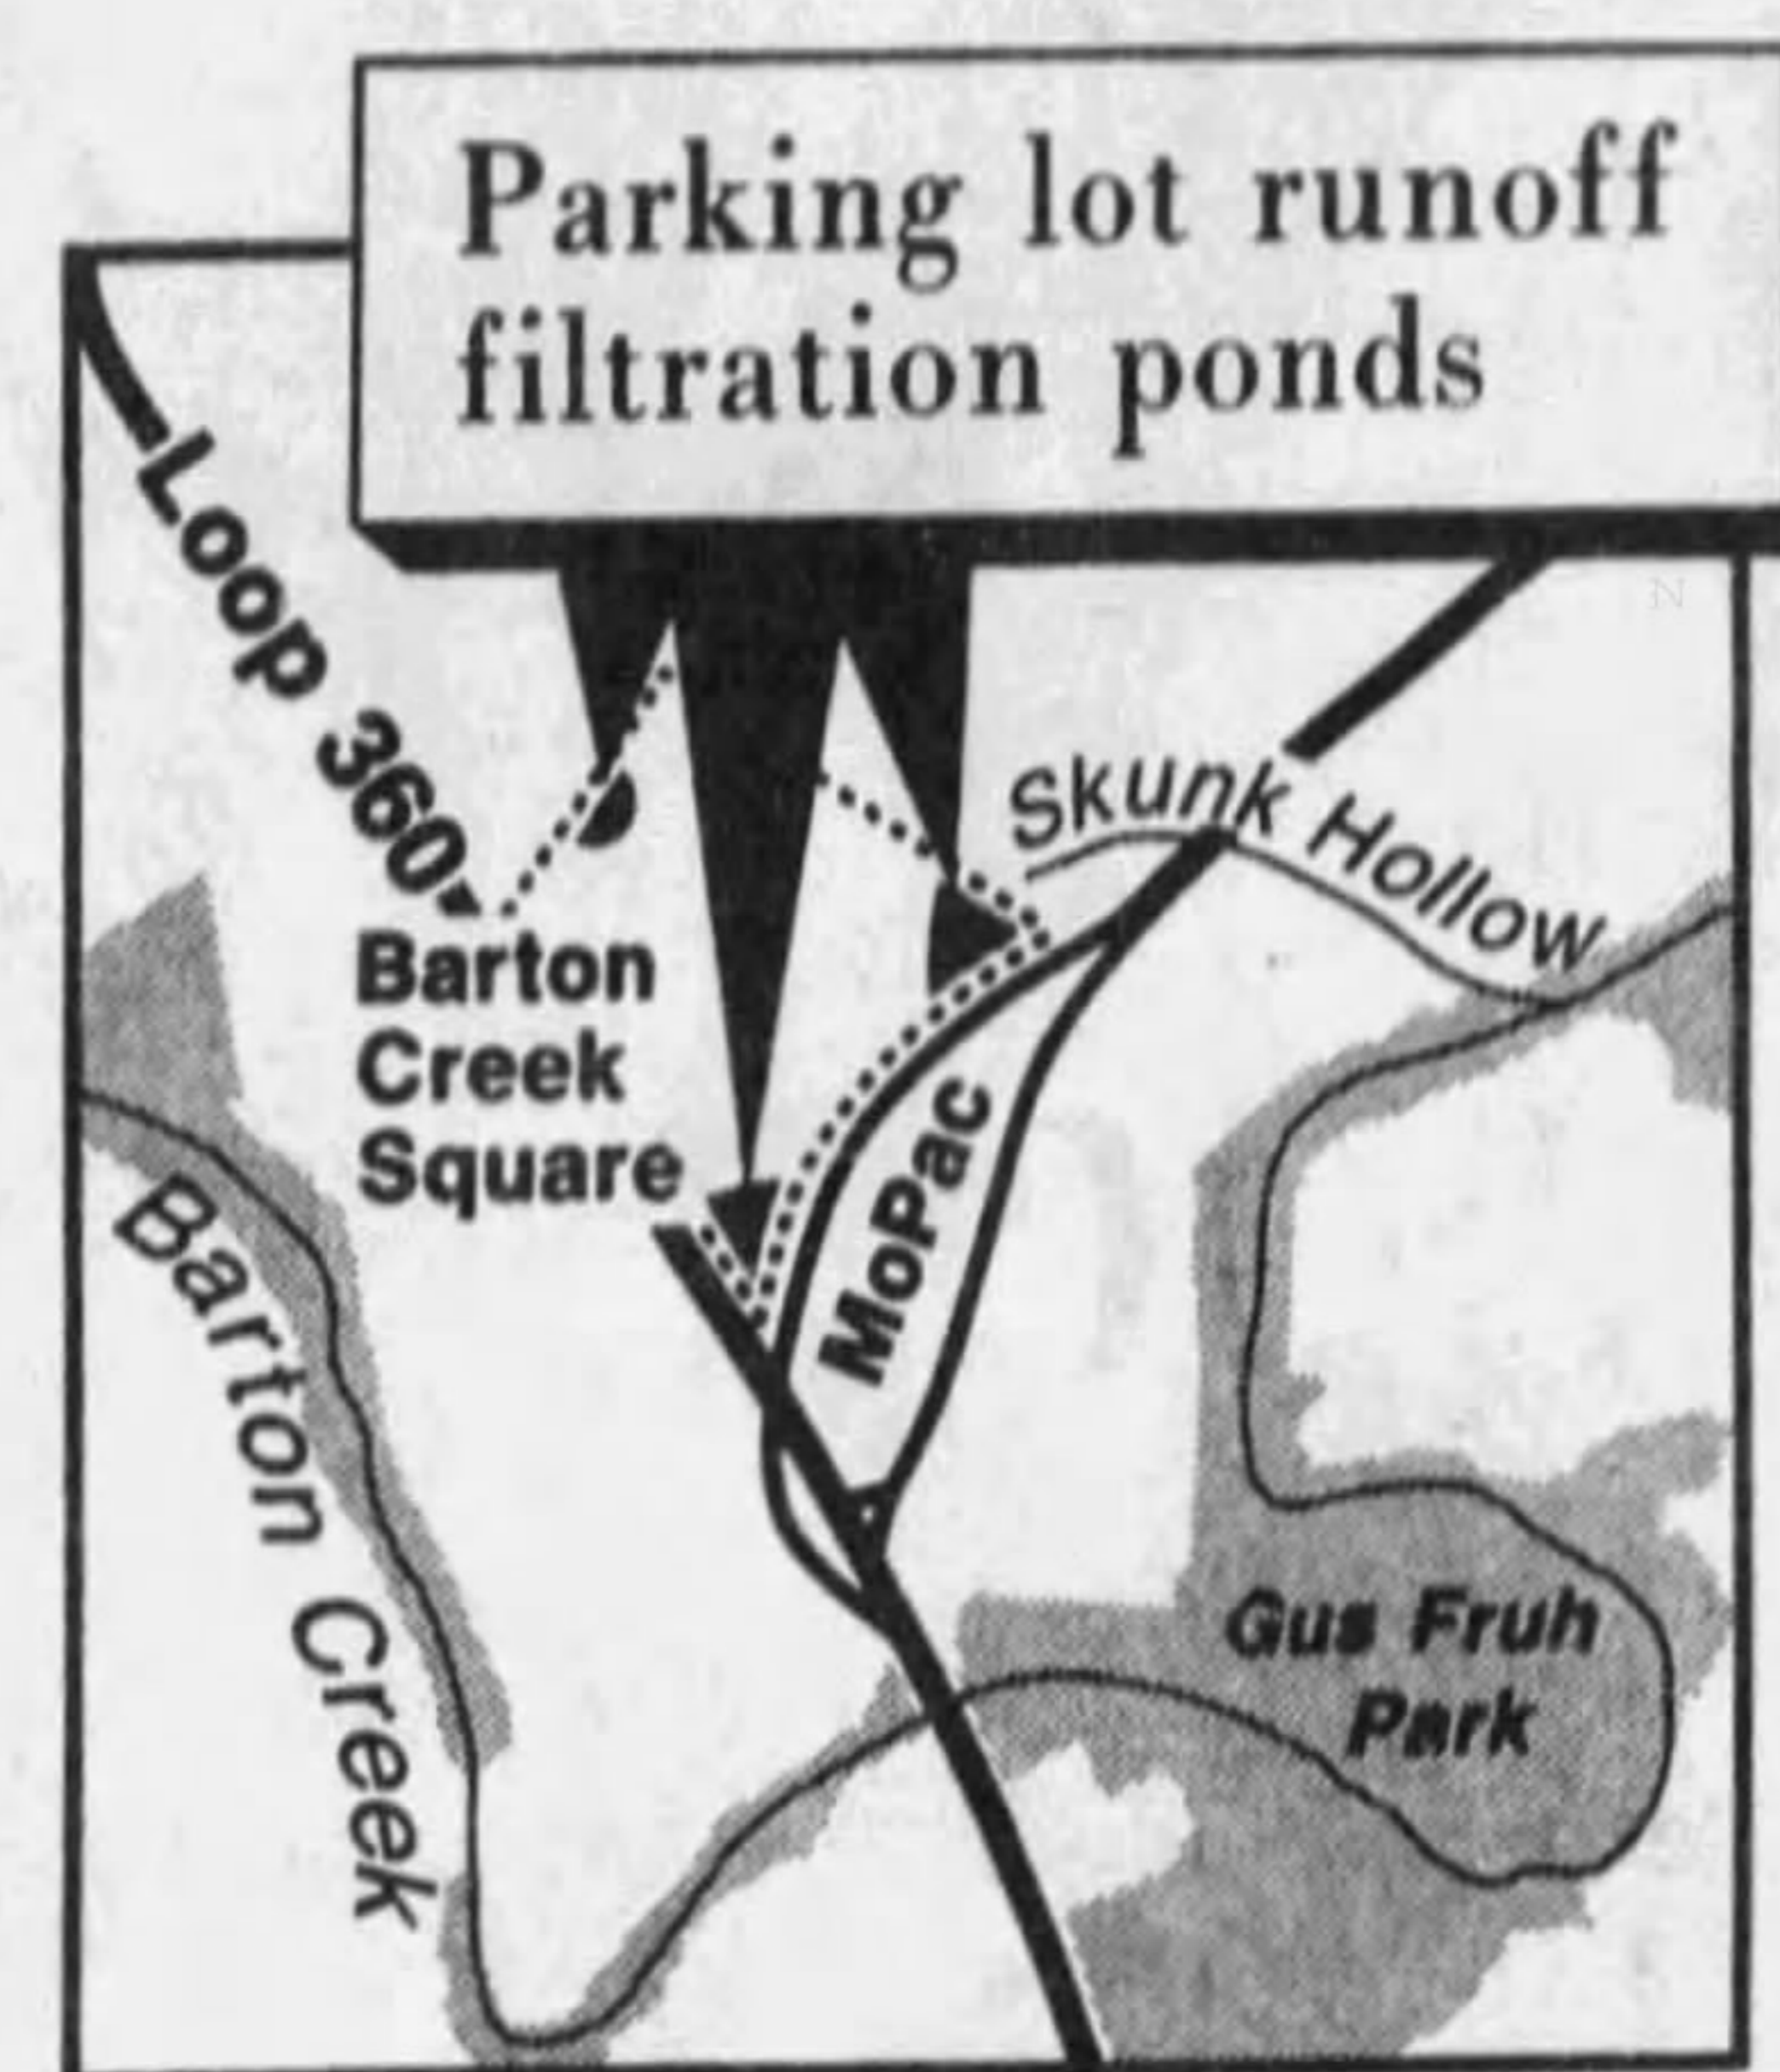 Parking lot runoff
filtration ponds
N
Loop 360
Skunk Hollow
Barton
Creek
Square
MoPac
Barton Creek
Gus Fruh
Park